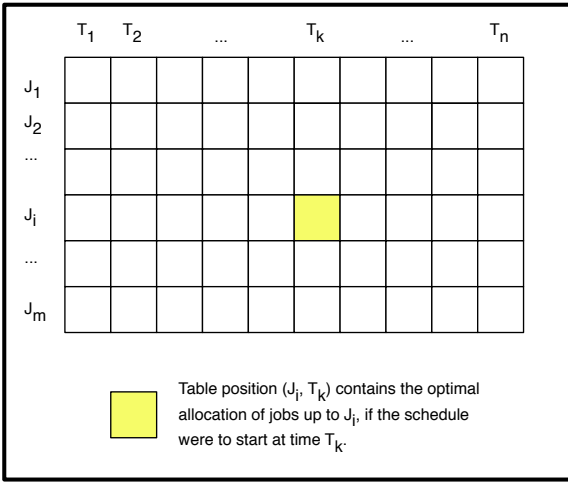 T1 T2 ... Tk ... Tn
J1
J2
...
Ji
...
Jm
Table position (Ji, Tk) contains the optimal
allocation of jobs up to Ji, if the schedule
were to start at time Tk.